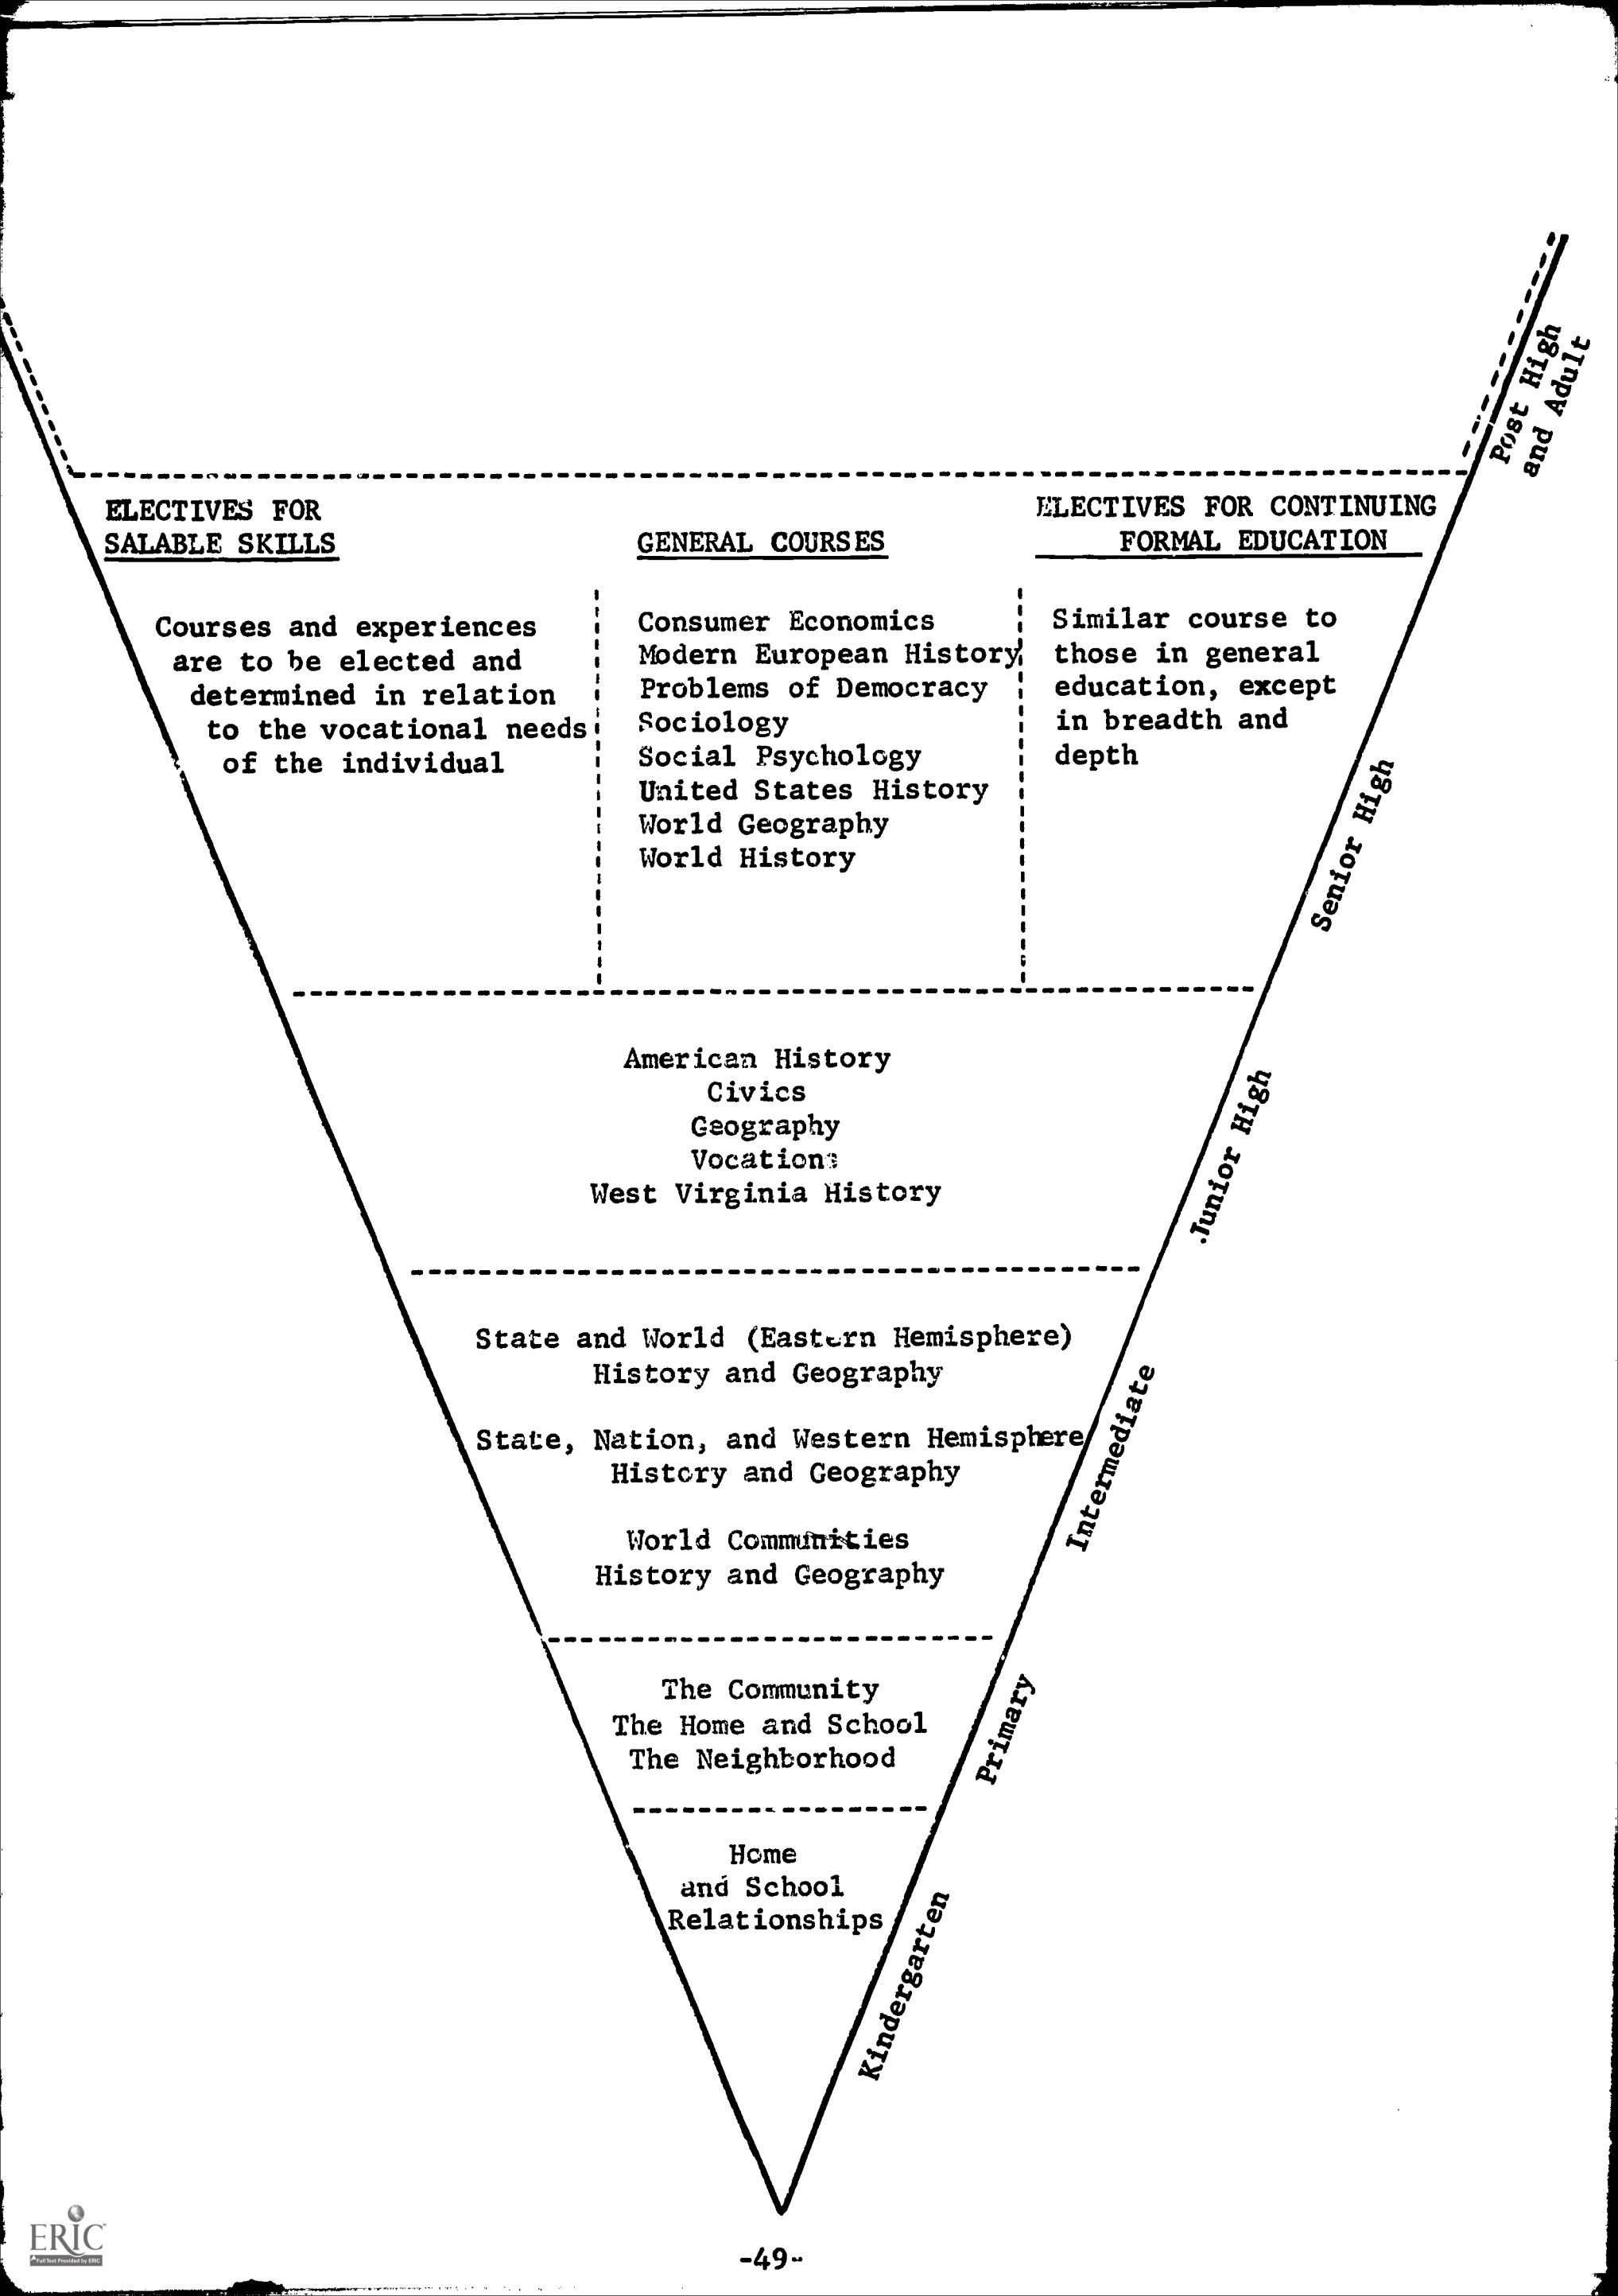 Post High
and Adult
ELECTIVES FOR
SALABLE SKILLS
GENERAL COURSES
ELECTIVES FOR CONTINUING
FORMAL EDUCATION
Courses and experiences
are to be elected and
determined in relation
to the vocational needs
of the individual
Consumer Economics
Modern European History
Problems of Democracy
Sociology
Social Psychology
United States History
World Geography
World History
Similar course to
those in general
education, except
in breadth and
depth
Senior High
American History
Civics
Geography
Vocations
West Virginia History
Junior High
State and World (Eastern Hemisphere)
History and Geography
State, Nation, and Western Hemisphere
History and Geography
World Communities
History and Geography
Intermediate
The Community
The Home and School
The Neighborhood
Primary
Home
and School
Relationships
Kindergarten
ERIC
Full Text Provided by ERIC
-49-